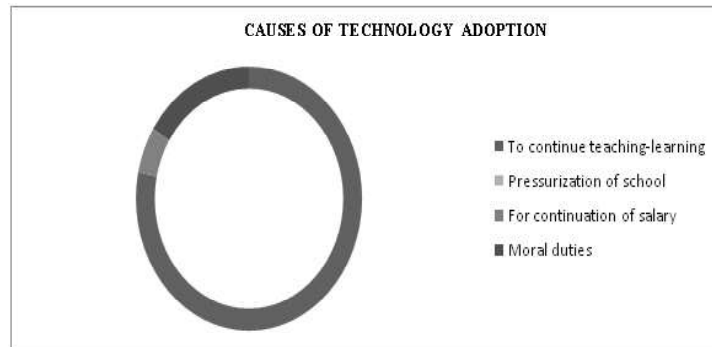 CAUSES OF TECHNOLOGY ADOPTION
To continue teaching-learning
Pressurization of school
For continuation of salary
Moral duties